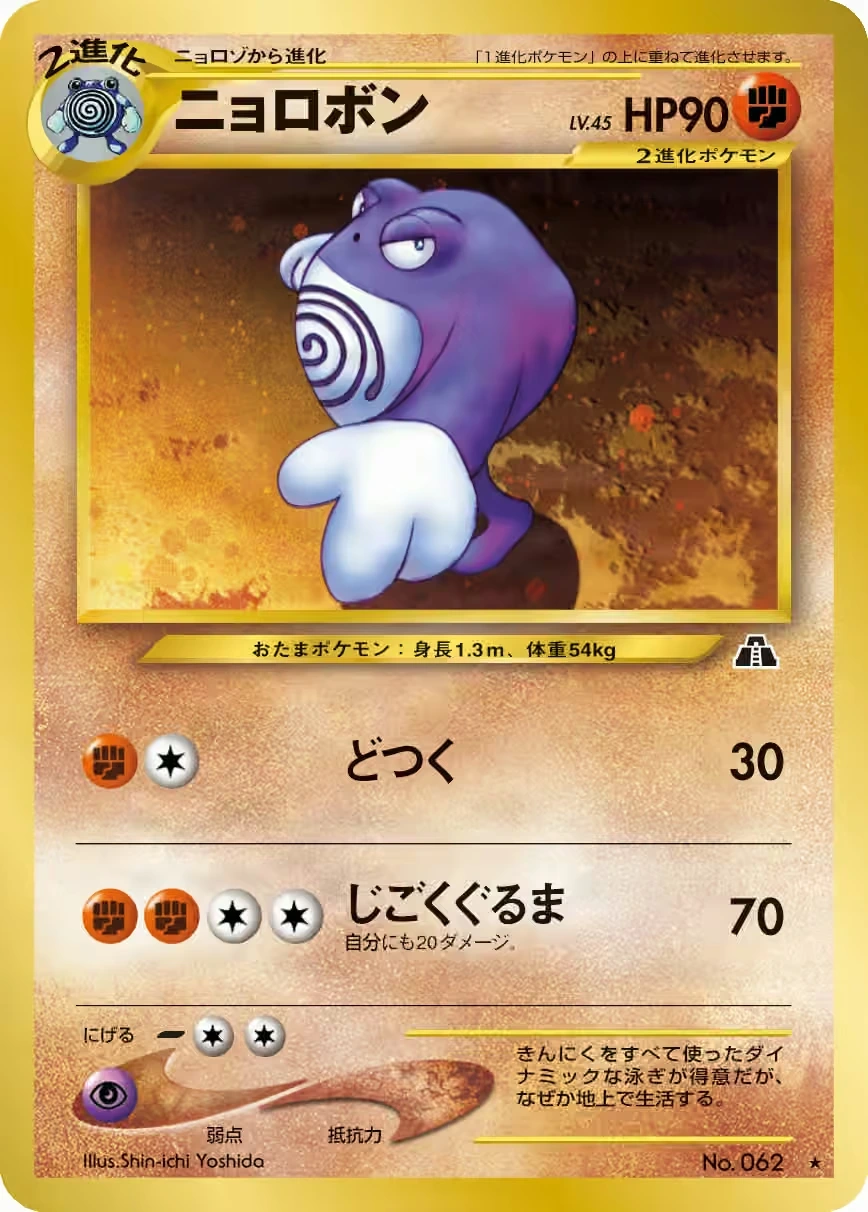 2進化
ニョロゾから進化
「1進化ポケモン」の上に重ねて進化させます。
ニョロボン
LV.45 HP90
2進化ポケモン
おたまポケモン：身長1.3m、体重54kg
どつく 30
じごくぐるま 70
自分にも20ダメージ。
にげる
きんにくをすべて使ったダイ
ナミックな泳ぎが得意だが、
なぜか地上で生活する。
弱点 抵抗力
Illus.Shin-ichi Yoshida
No. 062 ★